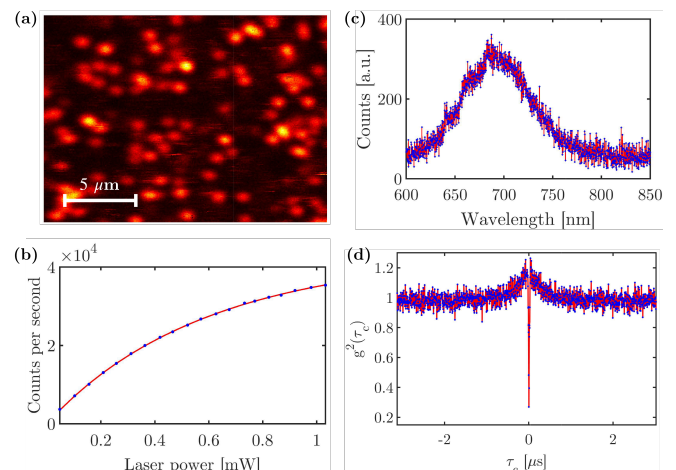 (a)
5 μm
(c)
400
200
0
Counts [a.u.]
600 650 700 750 800 850
Wavelength [nm]
(b)
×10⁴
4
2
0
Counts per second
0.2 0.4 0.6 0.8 1
Laser power [mW]
(d)
1.2
1
0.8
0.6
0.4
0.2
g²(τc)
-2 0 2
τc [μs]